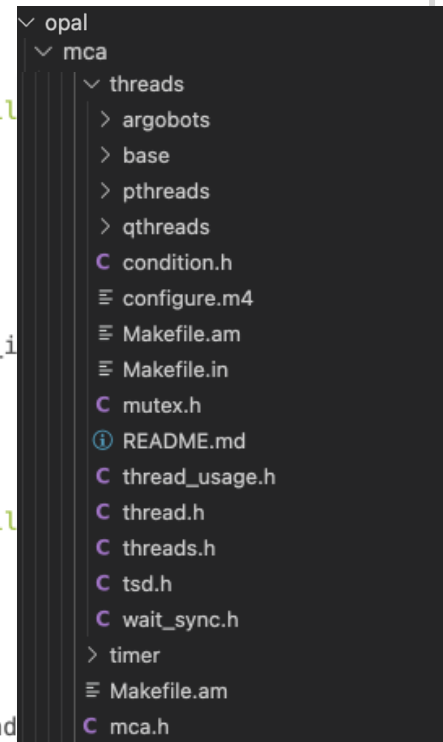 opal
mca
threads
argobots
base
pthreads
qthreads
C condition.h
configure.m4
Makefile.am
_i
Makefile.in
C mutex.h
README.md
C thread_usage.h
C thread.h
C threads.h
C tsd.h
C wait_sync.h
timer
Makefile.am
C mca.h